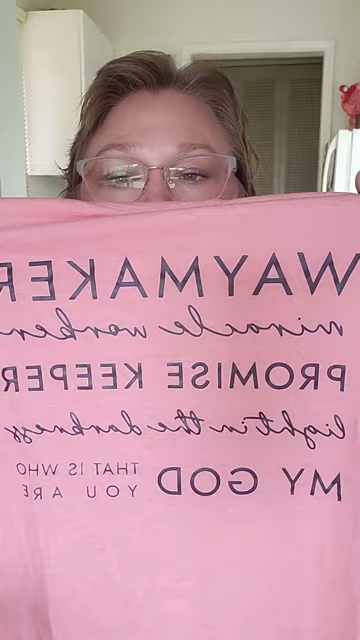 WAYMAKER
miracle worker
PROMISE KEEPER
light in the darkness
MY GOD
THAT IS WHO
YOU ARE